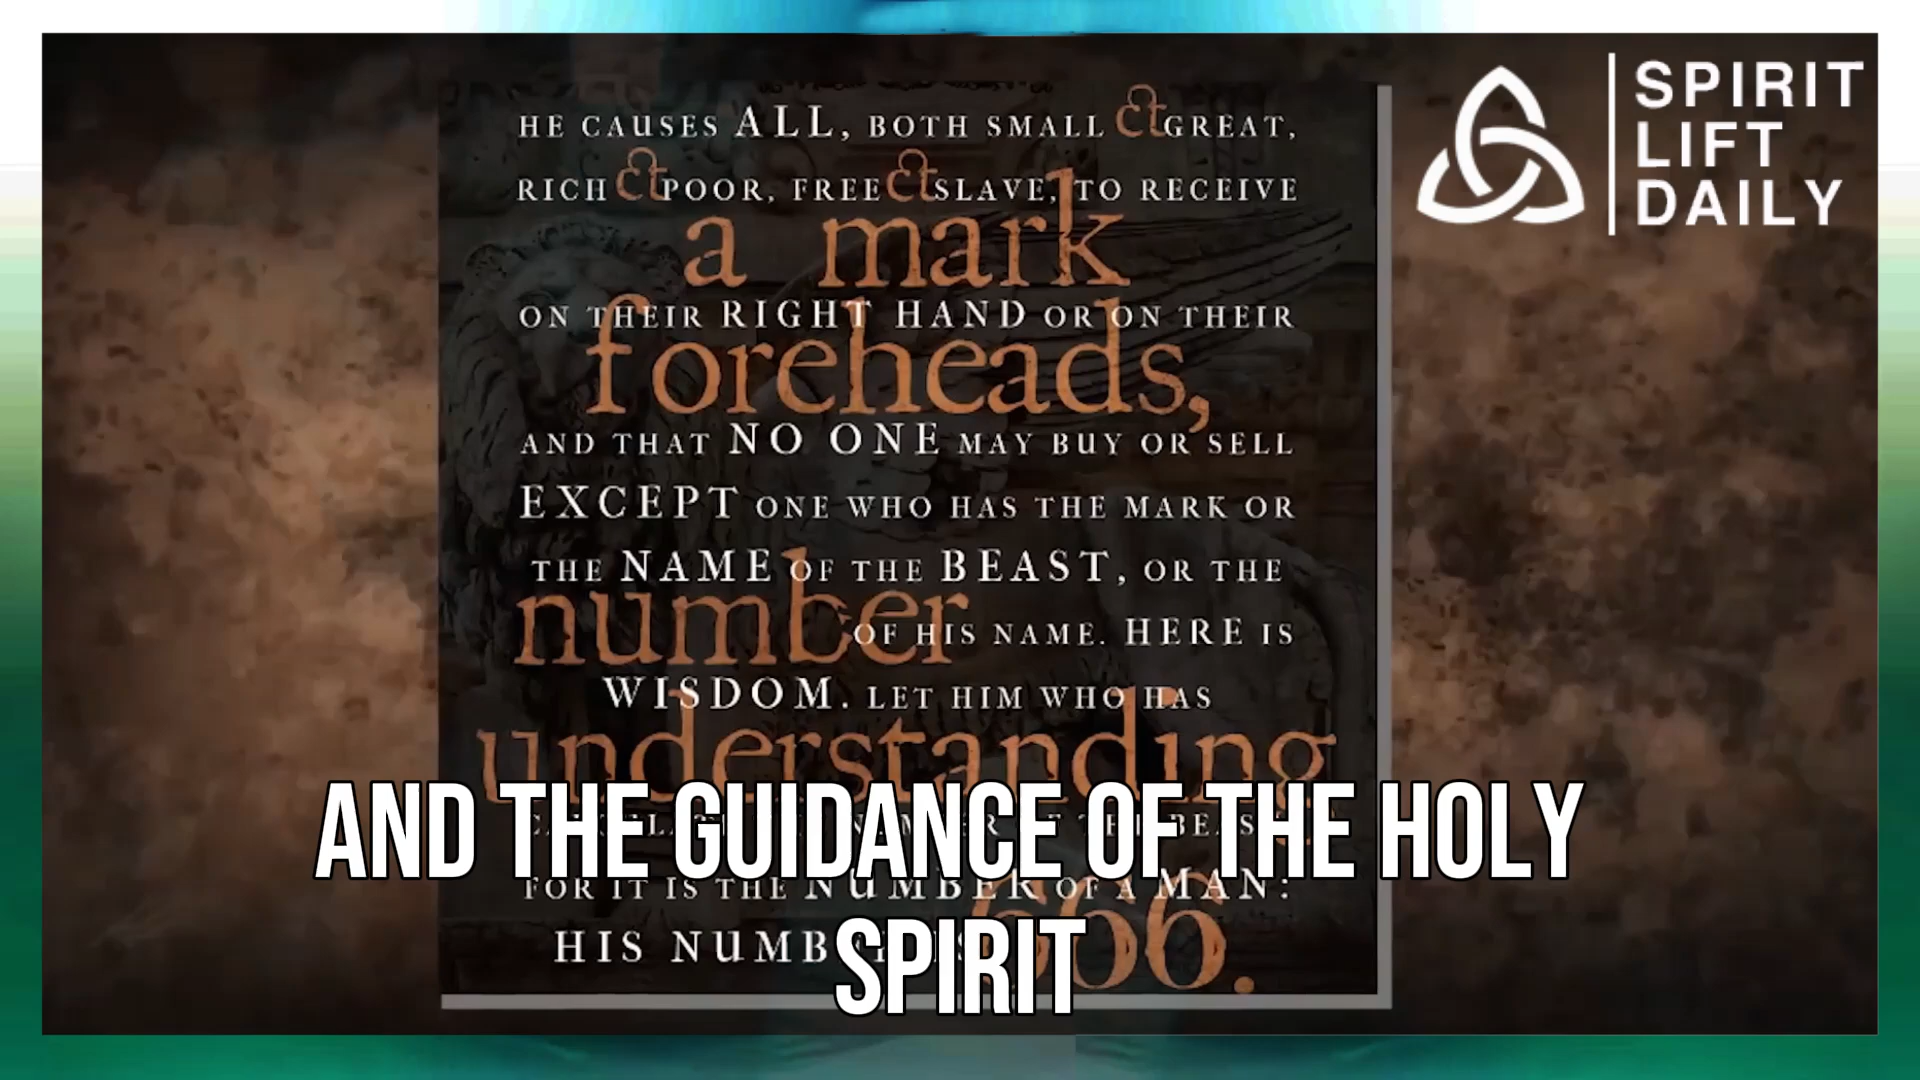 HE CAUSES ALL, BOTH SMALL & GREAT,
RICH & POOR, FREE & SLAVE, TO RECEIVE
a mark
ON THEIR RIGHT HAND OR ON THEIR
foreheads,
AND THAT NO ONE MAY BUY OR SELL
EXCEPT ONE WHO HAS THE MARK OR
THE NAME OF THE BEAST, OR THE
number OF HIS NAME. HERE IS
WISDOM. LET HIM WHO HAS
understanding
FOR IT IS THE NUMBER OF A MAN:
HIS
666.
AND THE GUIDANCE OF THE HOLY
SPIRIT
SPIRIT
LIFT
DAILY